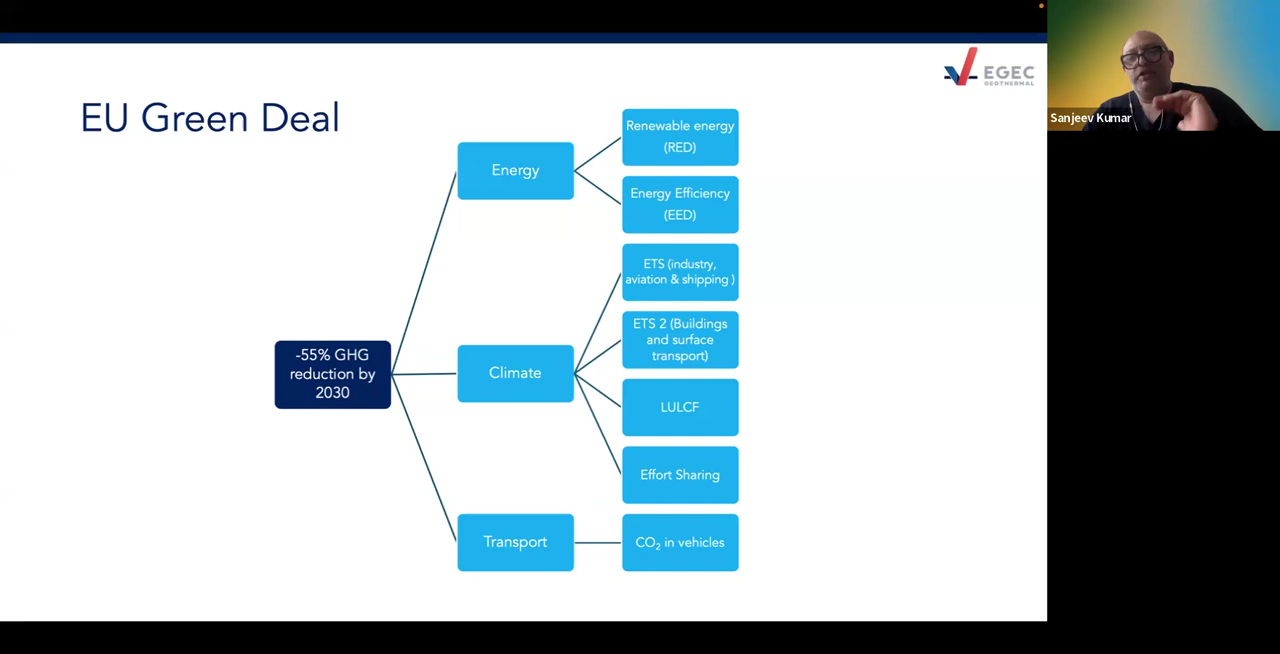 EU Green Deal
EGEC
GEOTHERMAL
Sanjeev Kumar
-55% GHG
reduction by
2030
Energy
Renewable energy
(RED)
Energy Efficiency
(EED)
Climate
ETS (industry,
aviation & shipping )
ETS 2 (Buildings
and surface
transport)
LULCF
Effort Sharing
Transport
CO₂ in vehicles